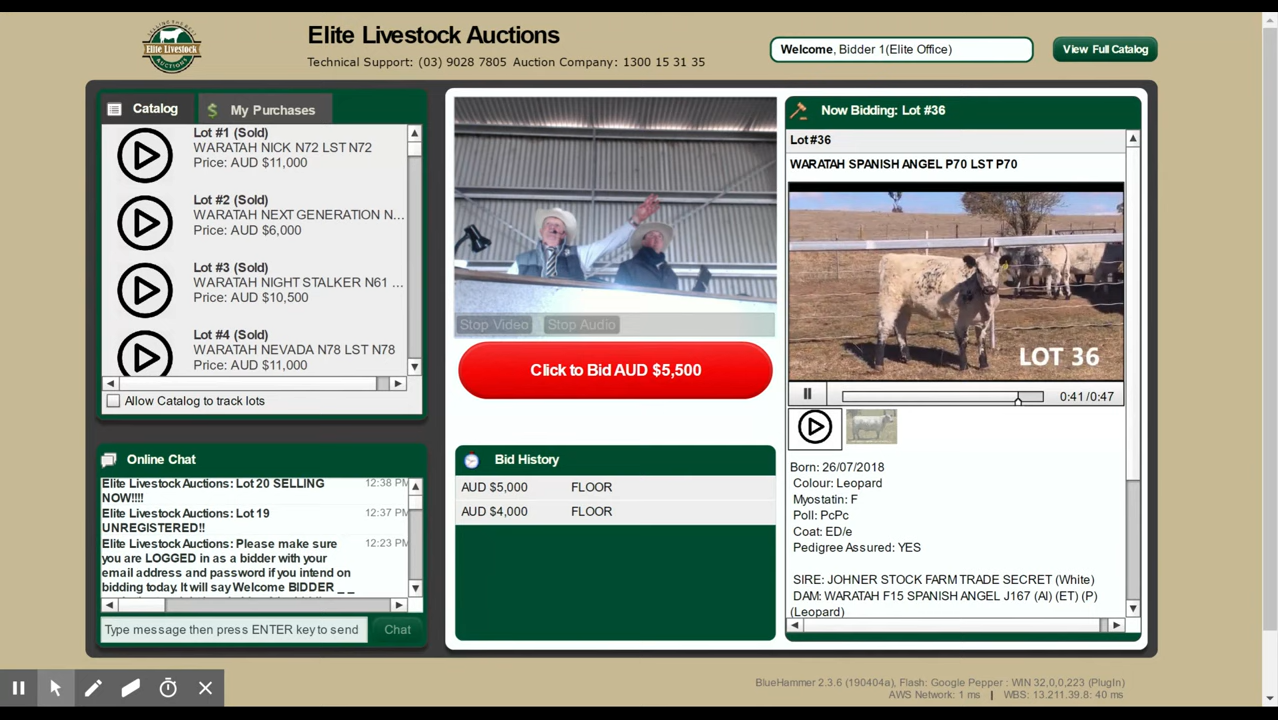 SELLING THE BEST
Elite Livestock
AUCTIONS
Elite Livestock Auctions
Technical Support: (03) 9028 7805 Auction Company: 1300 15 31 35
Welcome, Bidder 1(Elite Office)
View Full Catalog
Catalog
My Purchases
Lot #1 (Sold)
WARATAH NICK N72 LST N72
Price: AUD $11,000
Lot #2 (Sold)
WARATAH NEXT GENERATION N...
Price: AUD $6,000
Lot #3 (Sold)
WARATAH NIGHT STALKER N61 ...
Price: AUD $10,500
Lot #4 (Sold)
WARATAH NEVADA N78 LST N78
Price: AUD $11,000
Allow Catalog to track lots
Online Chat
Elite Livestock Auctions: Lot 20 SELLING 12:38 PM
NOW!!!!
Elite Livestock Auctions: Lot 19 12:37 PM
UNREGISTERED!!
Elite Livestock Auctions: Please make sure 12:23 PM
you are LOGGED in as a bidder with your
email address and password if you intend on
bidding today. It will say Welcome BIDDER _ _
Type message then press ENTER key to send
Chat
Stop Video
Stop Audio
Click to Bid AUD $5,500
Bid History
AUD $5,000 FLOOR
AUD $4,000 FLOOR
Now Bidding: Lot #36
Lot #36
WARATAH SPANISH ANGEL P70 LST P70
LOT 36
0:41/0:47
Born: 26/07/2018
Colour: Leopard
Myostatin: F
Poll: PcPc
Coat: ED/e
Pedigree Assured: YES
SIRE: JOHNER STOCK FARM TRADE SECRET (White)
DAM: WARATAH F15 SPANISH ANGEL J167 (AI) (ET) (P)
(Leopard)
BlueHammer 2.3.6 (190404a), Flash: Google Pepper : WIN 32,0,0,223 (PlugIn)
AWS Network: 1 ms | WBS: 13.211.39.8: 40 ms